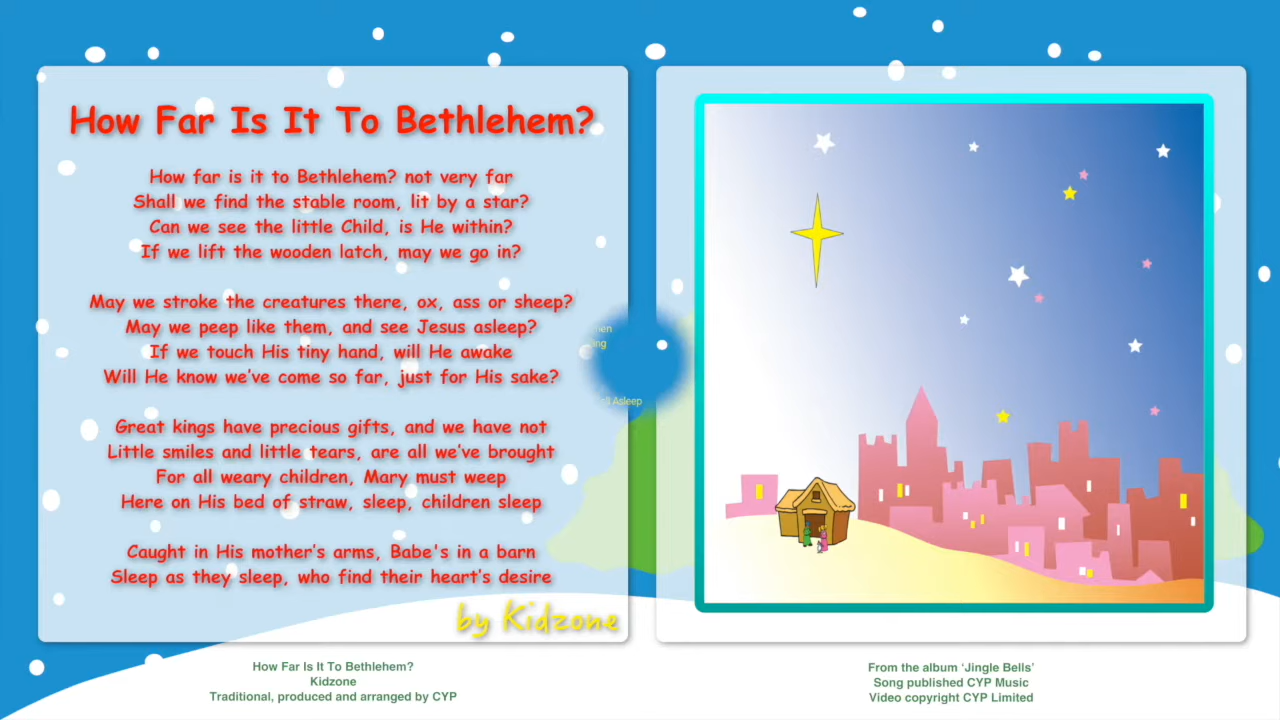 How Far Is It To Bethlehem?
How far is it to Bethlehem? not very far
Shall we find the stable room, lit by a star?
Can we see the little Child, is He within?
If we lift the wooden latch, may we go in?
May we stroke the creatures there, ox, ass or sheep?
May we peep like them, and see Jesus asleep?
If we touch His tiny hand, will He awake
Will He know we've come so far, just for His sake?
Great kings have precious gifts, and we have not
Little smiles and little tears, are all we've brought
For all weary children, Mary must weep
Here on His bed of straw, sleep, children sleep
Caught in His mother's arms, Babe's in a barn
Sleep as they sleep, who find their heart's desire
by Kidzone
Asleep
How Far Is It To Bethlehem?
Kidzone
Traditional, produced and arranged by CYP
From the album 'Jingle Bells'
Song published CYP Music
Video copyright CYP Limited